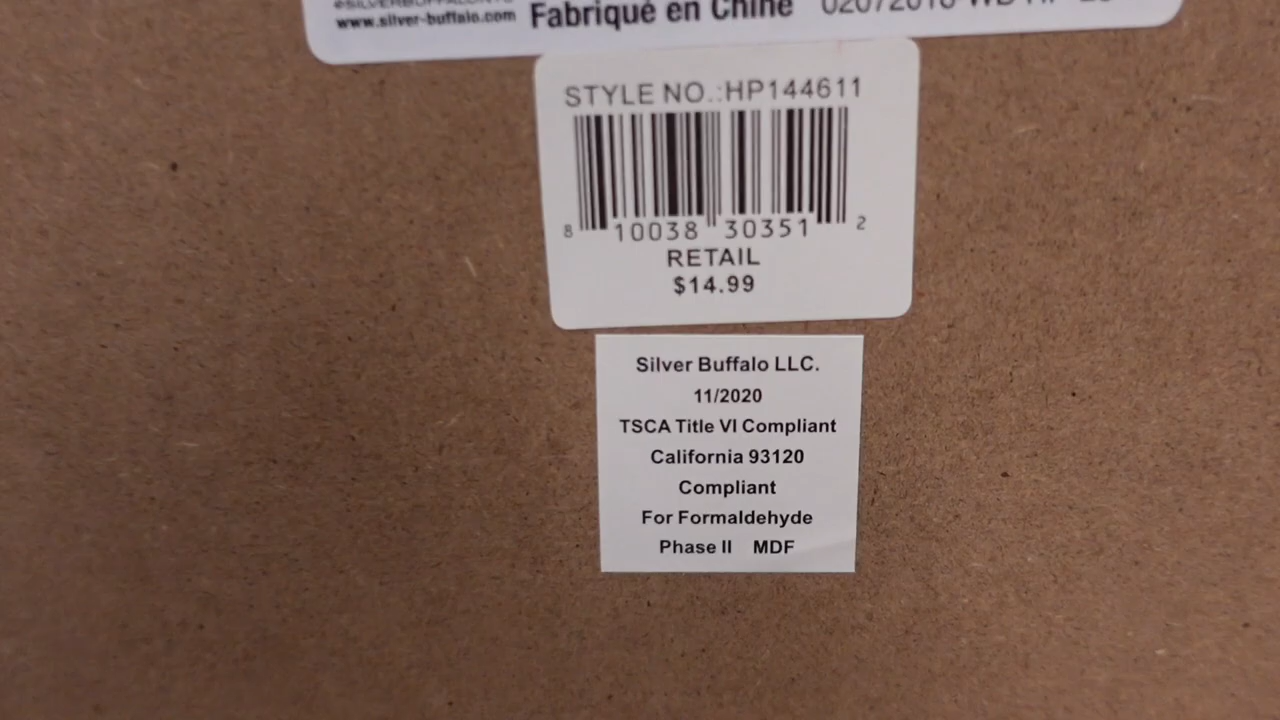 www.silver-buffalo.com Fabriqué en Chine
STYLE NO.:HP144611
8 10038 30351 2
RETAIL
$14.99
Silver Buffalo LLC.
11/2020
TSCA Title VI Compliant
California 93120
Compliant
For Formaldehyde
Phase II MDF